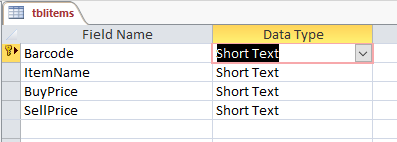 tblitems
Field Name Data Type
Barcode Short Text
ItemName Short Text
BuyPrice Short Text
SellPrice Short Text